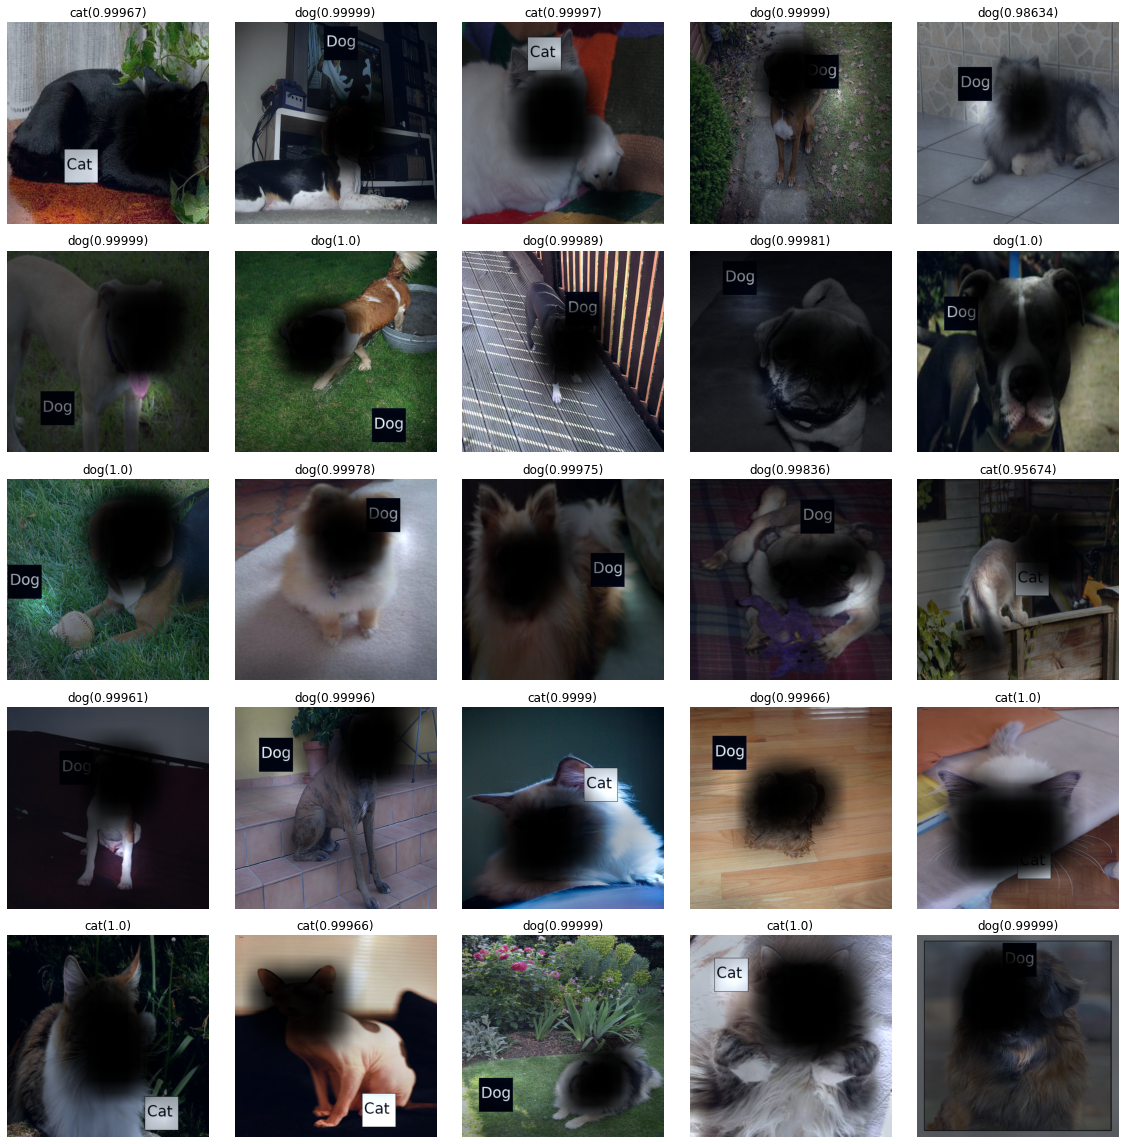 cat(0.99967) dog(0.99999) cat(0.99997) dog(0.99999) dog(0.98634)
Cat Dog Cat Dog Dog
dog(0.99999) dog(1.0) dog(0.99989) dog(0.99981) dog(1.0)
Dog Dog Dog Dog Dog
dog(1.0) dog(0.99978) dog(0.99975) dog(0.99836) cat(0.95674)
Dog Dog Dog Dog Cat
dog(0.99961) dog(0.99996) cat(0.9999) dog(0.99966) cat(1.0)
Dog Dog Cat Dog Cat
cat(1.0) cat(0.99966) dog(0.99999) cat(1.0) dog(0.99999)
Cat Cat Dog Cat Dog